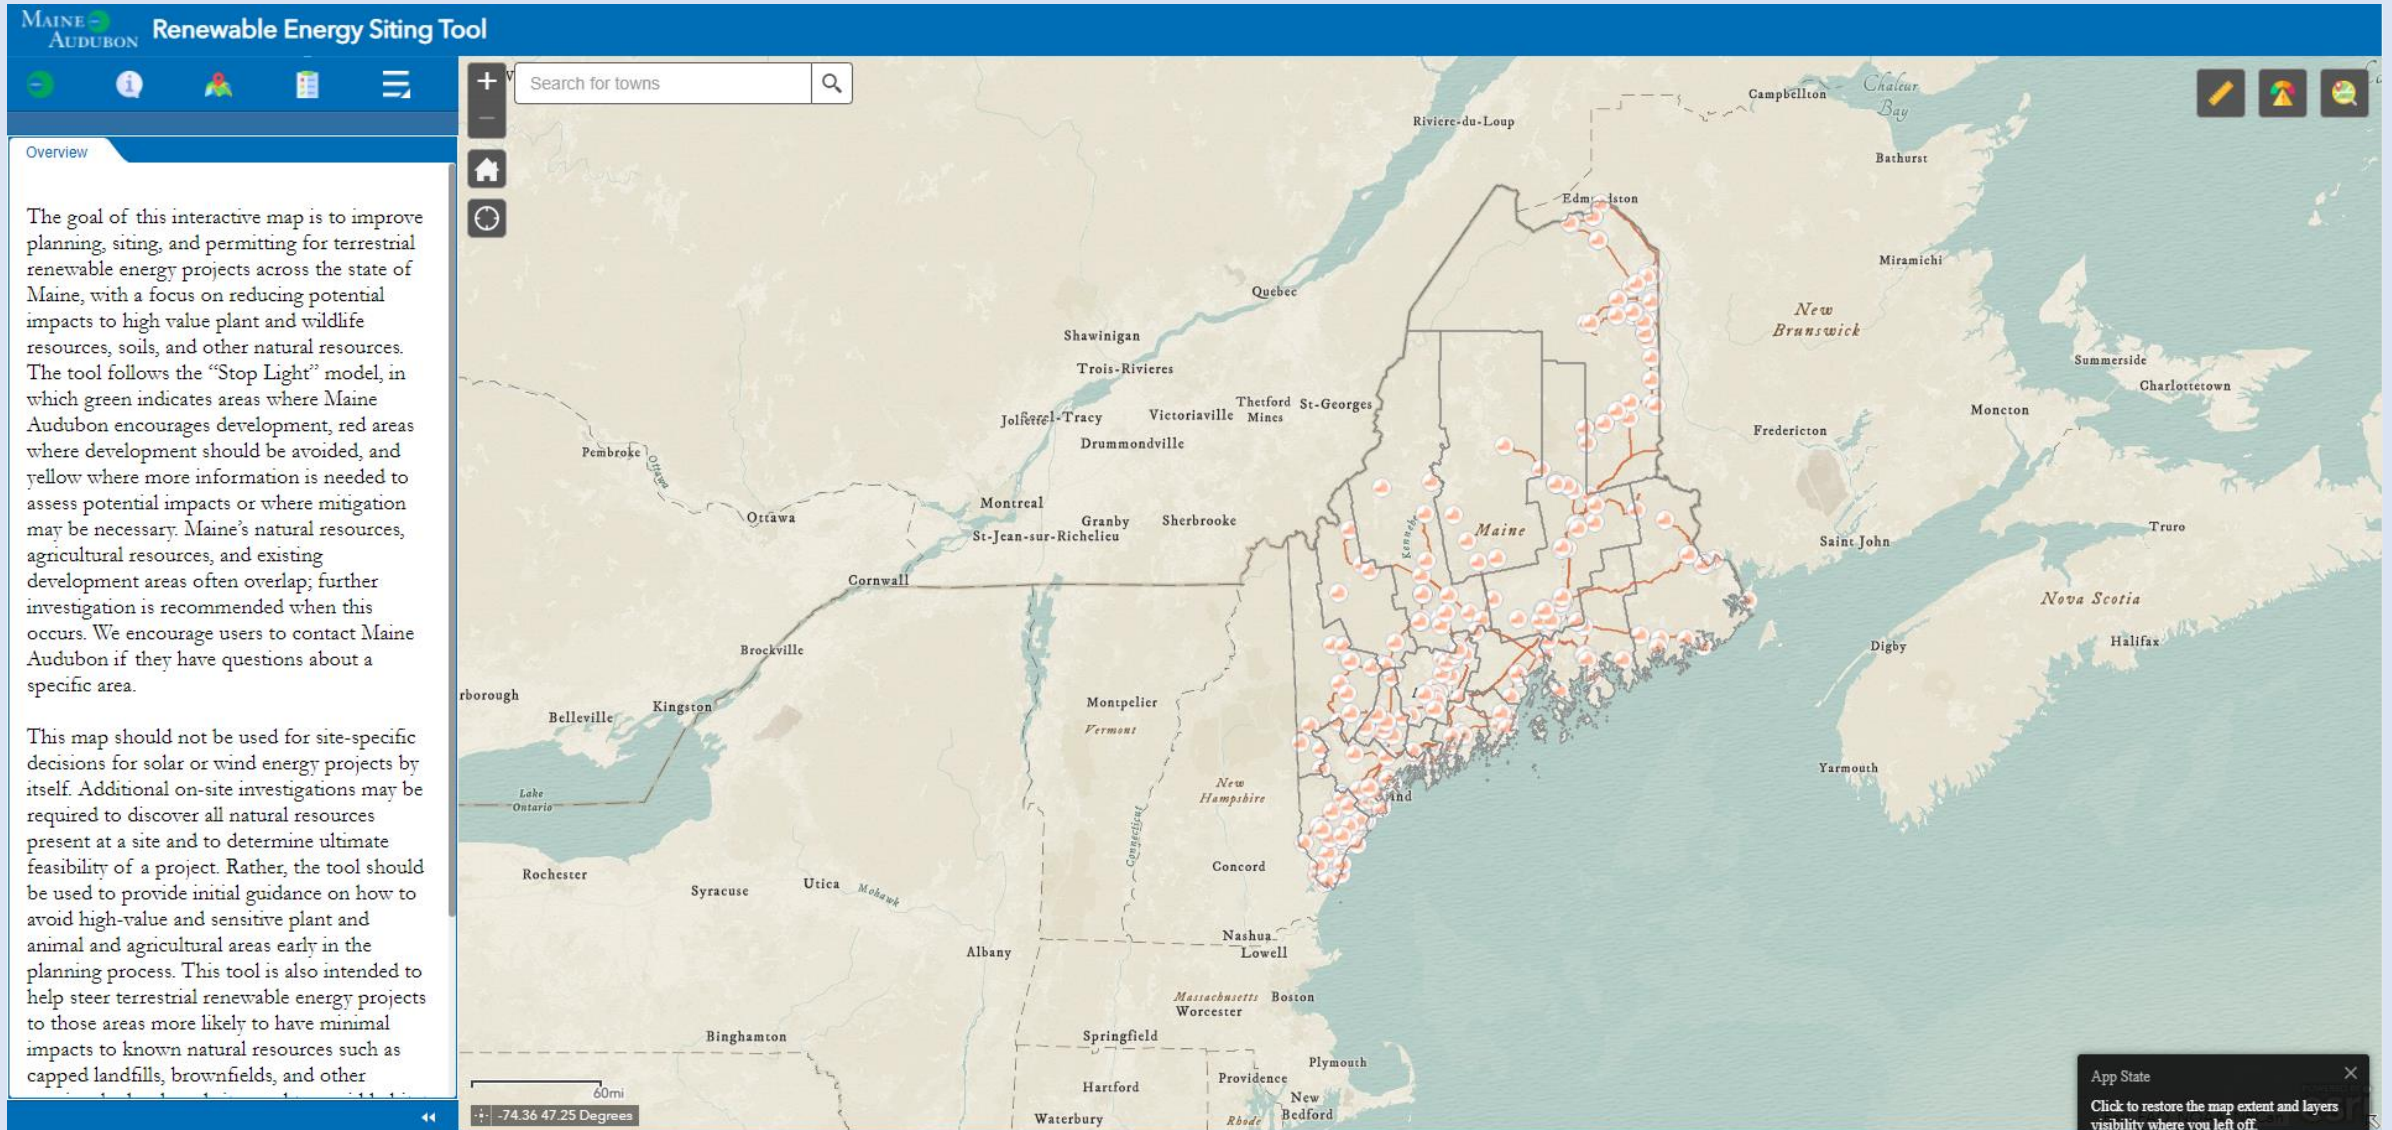 MAINE
AUDUBON
Renewable Energy Siting Tool
Search for towns
Overview
The goal of this interactive map is to improve
planning, siting, and permitting for terrestrial
renewable energy projects across the state of
Maine, with a focus on reducing potential
impacts to high value plant and wildlife
resources, soils, and other natural resources.
The tool follows the “Stop Light” model, in
which green indicates areas where Maine
Audubon encourages development, red areas
where development should be avoided, and
yellow where more information is needed to
assess potential impacts or where mitigation
may be necessary. Maine’s natural resources,
agricultural resources, and existing
development areas often overlap; further
investigation is recommended when this
occurs. We encourage users to contact Maine
Audubon if they have questions about a
specific area.
This map should not be used for site-specific
decisions for solar or wind energy projects by
itself. Additional on-site investigations may be
required to discover all natural resources
present at a site and to determine ultimate
feasibility of a project. Rather, the tool should
be used to provide initial guidance on how to
avoid high-value and sensitive plant and
animal and agricultural areas early in the
planning process. This tool is also intended to
help steer terrestrial renewable energy projects
to those areas more likely to have minimal
impacts to known natural resources such as
capped landfills, brownfields, and other
Campbellton
Chaleur
Bay
Riviere-du-Loup
Bathurst
Miramichi
Quebec
New
Brunswick
Shawinigan
Trois-Rivieres
Summerside
Charlottetown
Thetford
Mines
St-Georges
Victoriaville
Drummondville
Moncton
Fredericton
Pembroke
Ottawa
Montreal
Ottawa
Granby
Sherbrooke
St-Jean-sur-Richelieu
Maine
Truro
Saint John
Cornwall
Nova Scotia
Halifax
Digby
Brockville
rborough
Kingston
Belleville
Montpelier
Vermont
Yarmouth
New
Hampshire
Lake
Ontario
and
Connecticut
Concord
Rochester
Syracuse
Utica
Mohawk
Nashua
Lowell
Albany
Massachusetts
Boston
Worcester
Binghamton
Springfield
Plymouth
Providence
Hartford
New
Bedford
Waterbury
Rhode
60mi
-74.36 47.25 Degrees
App State
Click to restore the map extent and layers
visibility where you left off.